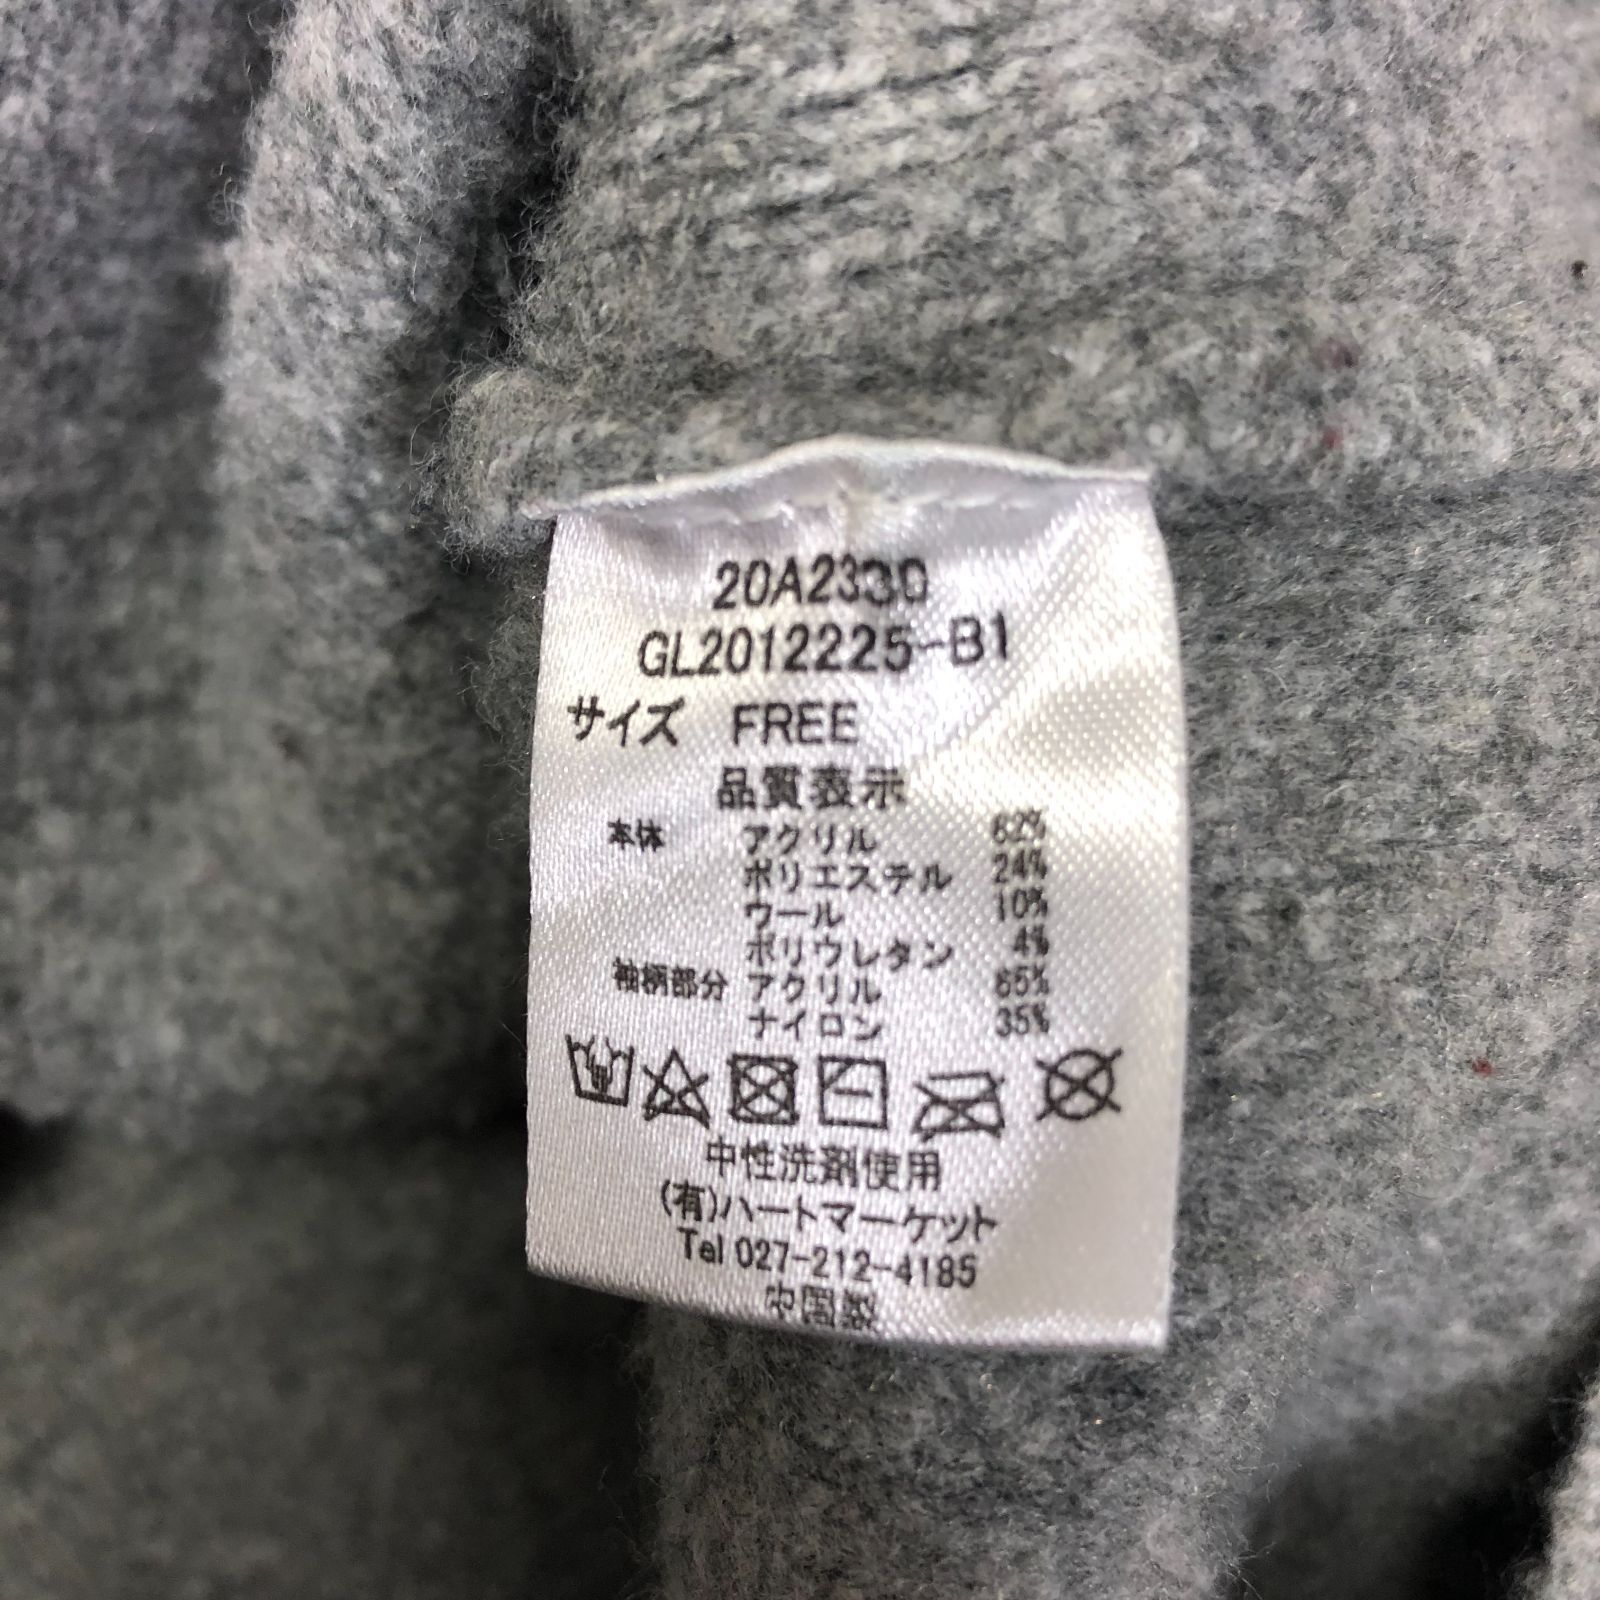 20A2330
GL2012225-B1
サイズ FREE
品質表示
本体 アクリル 62%
ポリエステル 24%
ウール 10%
ポリウレタン 4%
袖柄部分 アクリル 65%
ナイロン 35%
中性洗剤使用
(有)ハートマーケット
Tel 027-212-4185
中国製